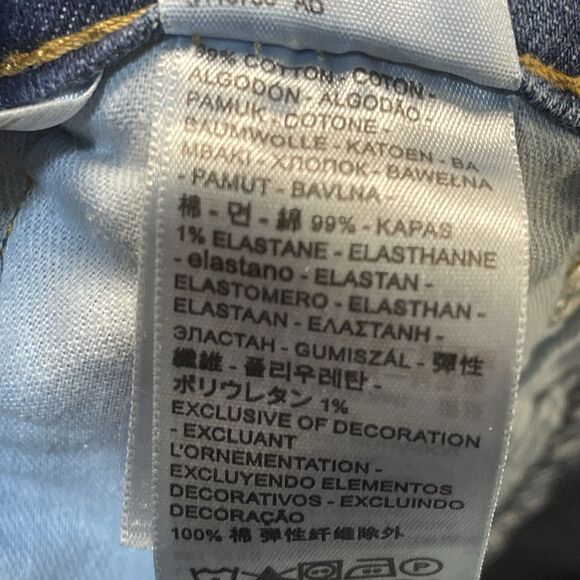 99% COTTON - COTON -
ALGODÓN - ALGODÃO -
PAMUK - COTONE -
BAUMWOLLE - KATOEN - BA
MBAKI - ХЛОПОК - BAWEŁNA
- PAMUT - BAVLNA -
棉 - 면 - 綿 99% - KAPAS
1% ELASTANE - ELASTHANNE
- elastano - ELASTAN -
ELASTOMERO - ELASTHAN -
ELASTAAN - ΕΛΑΣΤΑΝΗ -
ЭЛАСТАН - GUMISZÁL - 彈性
纖維 - 폴리우레탄 -
ポリウレタン 1%
EXCLUSIVE OF DECORATION
- EXCLUANT
L'ORNEMENTATION -
EXCLUYENDO ELEMENTOS
DECORATIVOS - EXCLUINDO
DECORAÇÃO
100% 棉 弹性纤维除外